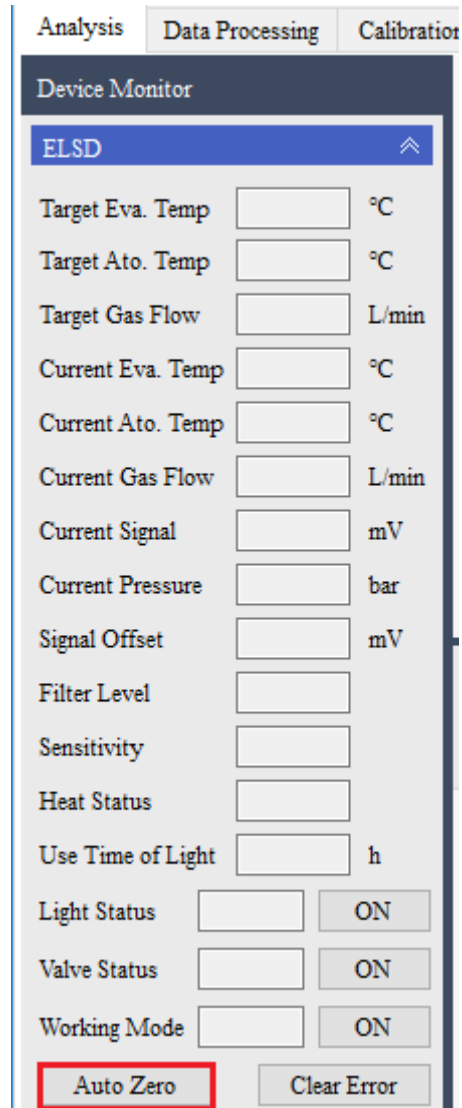 Analysis Data Processing Calibration
Device Monitor
ELSD
Target Eva. Temp °C
Target Ato. Temp °C
Target Gas Flow L/min
Current Eva. Temp °C
Current Ato. Temp °C
Current Gas Flow L/min
Current Signal mV
Current Pressure bar
Signal Offset mV
Filter Level
Sensitivity
Heat Status
Use Time of Light h
Light Status ON
Valve Status ON
Working Mode ON
Auto Zero Clear Error